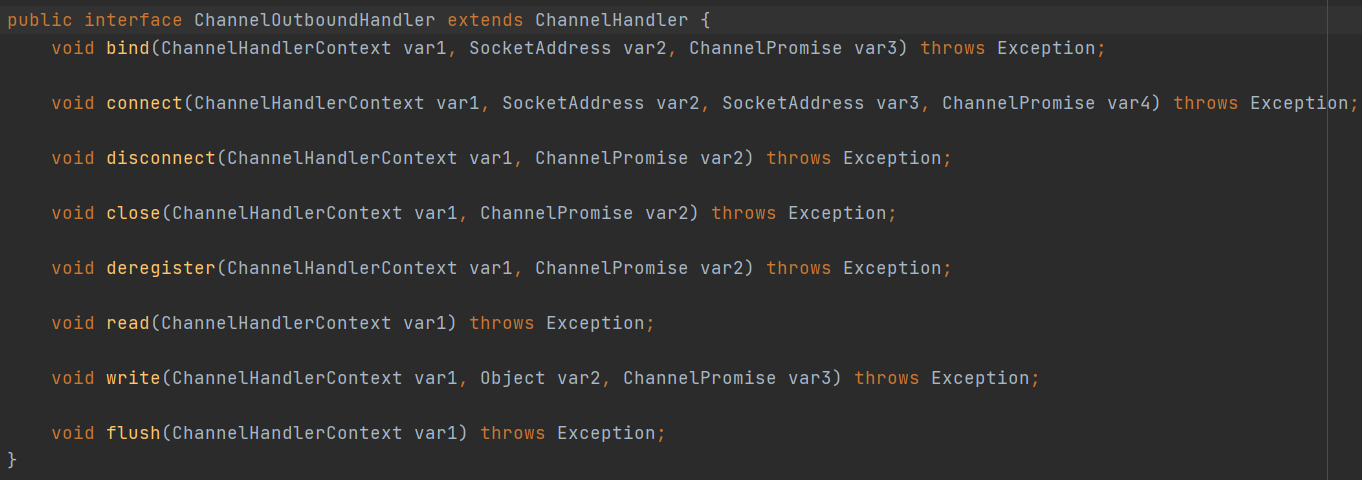 public interface ChannelOutboundHandler extends ChannelHandler {
void bind(ChannelHandlerContext var1, SocketAddress var2, ChannelPromise var3) throws Exception;
void connect(ChannelHandlerContext var1, SocketAddress var2, SocketAddress var3, ChannelPromise var4) throws Exception;
void disconnect(ChannelHandlerContext var1, ChannelPromise var2) throws Exception;
void close(ChannelHandlerContext var1, ChannelPromise var2) throws Exception;
void deregister(ChannelHandlerContext var1, ChannelPromise var2) throws Exception;
void read(ChannelHandlerContext var1) throws Exception;
void write(ChannelHandlerContext var1, Object var2, ChannelPromise var3) throws Exception;
void flush(ChannelHandlerContext var1) throws Exception;
}